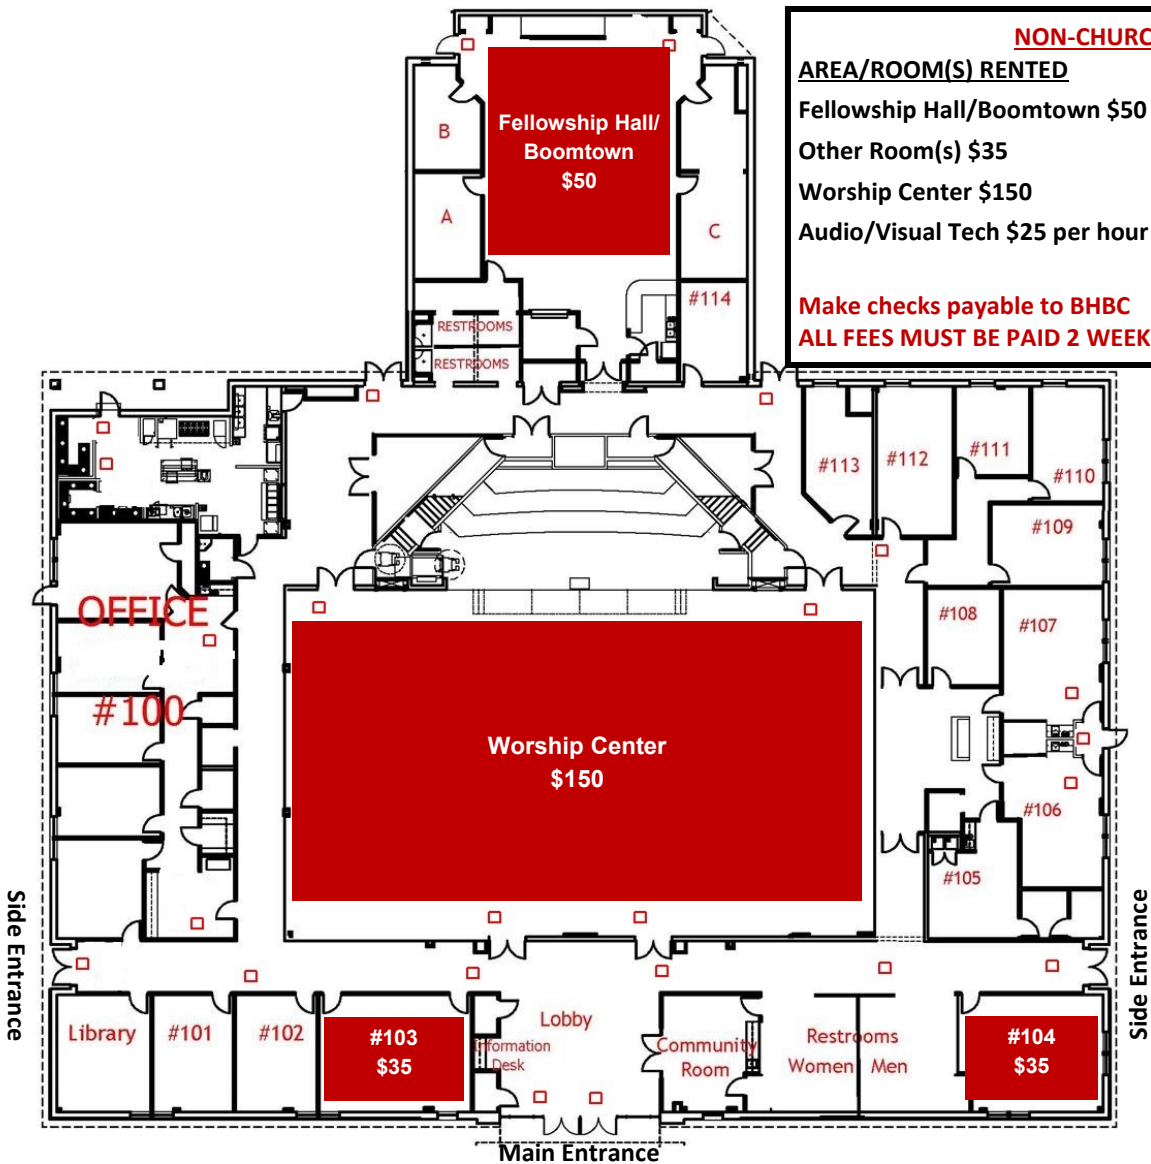 NON-CHURC
AREA/ROOM(S) RENTED
Fellowship Hall/Boomtown $50
Other Room(s) $35
Worship Center $150
Audio/Visual Tech $25 per hour
Make checks payable to BHBC
ALL FEES MUST BE PAID 2 WEEK
Fellowship Hall/
Boomtown
$50
B
A
C
#114
RESTROOMS
RESTROOMS
#113
#112
#111
#110
#109
#108
#107
#106
#105
OFFICE
#100
Worship Center
$150
Side Entrance
Side Entrance
Library
#101
#102
#103
$35
Lobby
Information
Desk
Community
Room
Restrooms
Women Men
#104
$35
Main Entrance